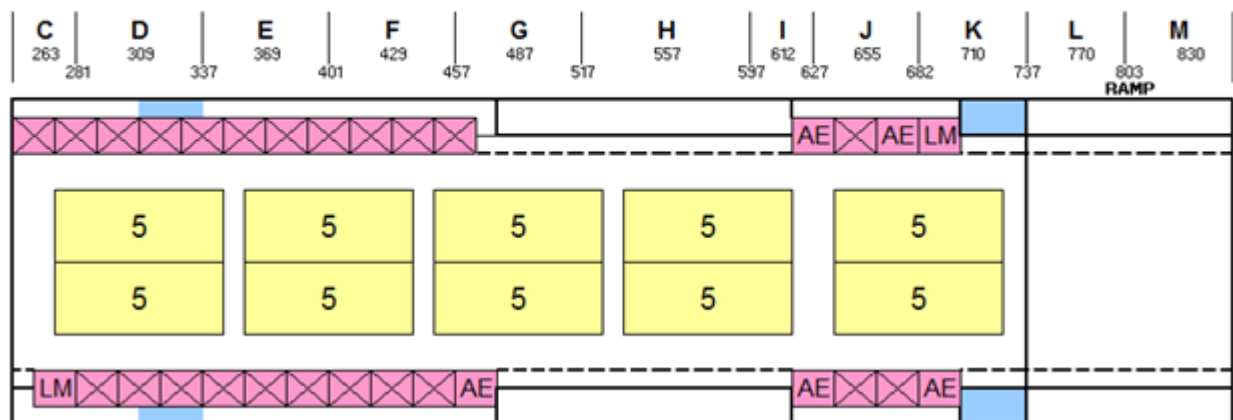 C D E F G H I J K L M
263 309 369 429 487 557 612 655 710 770 830
281 337 401 457 517 597 627 682 737 803
RAMP
AE AE LM
5 5 5 5 5
5 5 5 5 5
LM AE AE AE